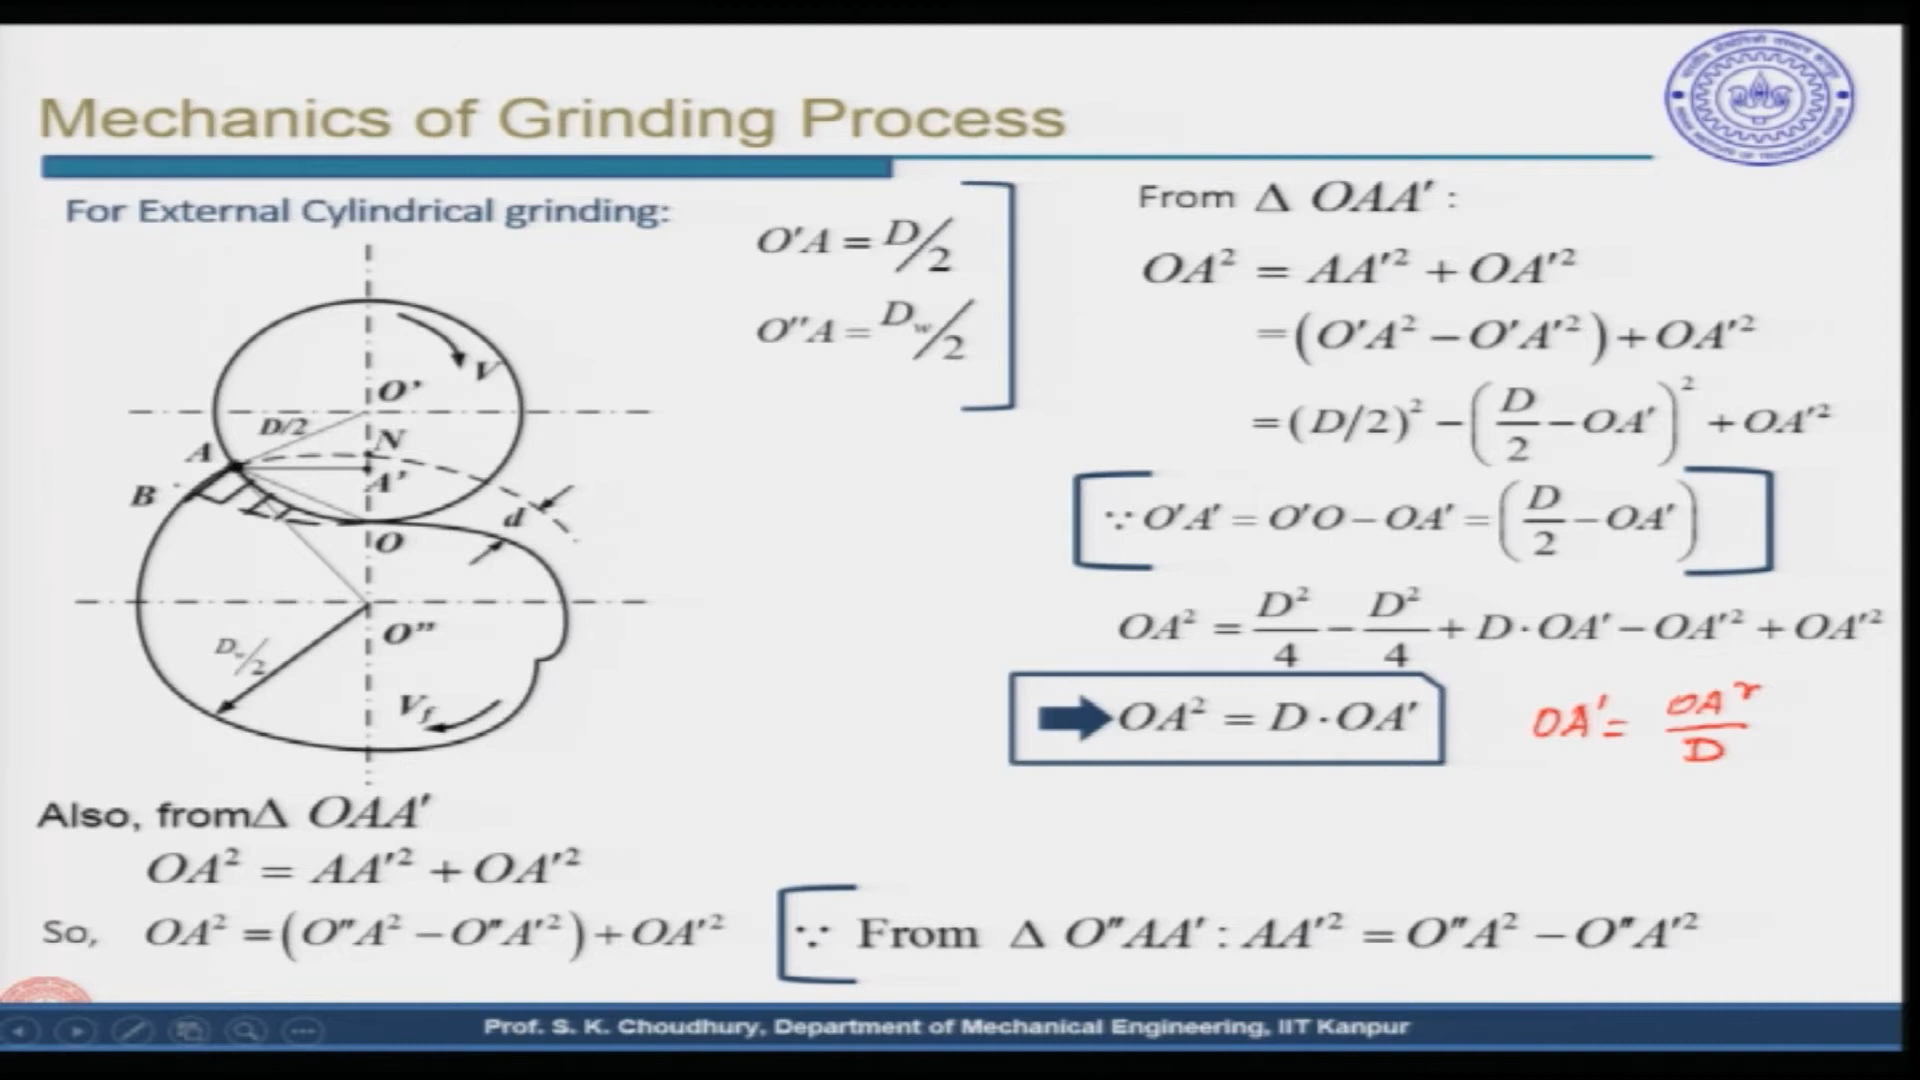 Mechanics of Grinding Process
For External Cylindrical grinding:
O'A = D/2
O''A = D_w/2
V
O'
D/2
N
A
A'
B
d
O
O''
D_w/2
V_f
From Δ OAA' :
OA² = AA'² + OA'²
= (O'A² − O'A'²) + OA'²
= (D/2)² − (D/2 − OA')² + OA'²
∵ O'A' = O'O − OA' = (D/2 − OA')
OA² = D²/4 − D²/4 + D · OA' − OA'² + OA'²
OA² = D · OA'
OA' = OA²/D
Also, from Δ OAA'
OA² = AA'² + OA'²
So, OA² = (O''A² − O''A'²) + OA'²
∵ From Δ O''AA' : AA'² = O''A² − O''A'²
Prof. S. K. Choudhury, Department of Mechanical Engineering, IIT Kanpur